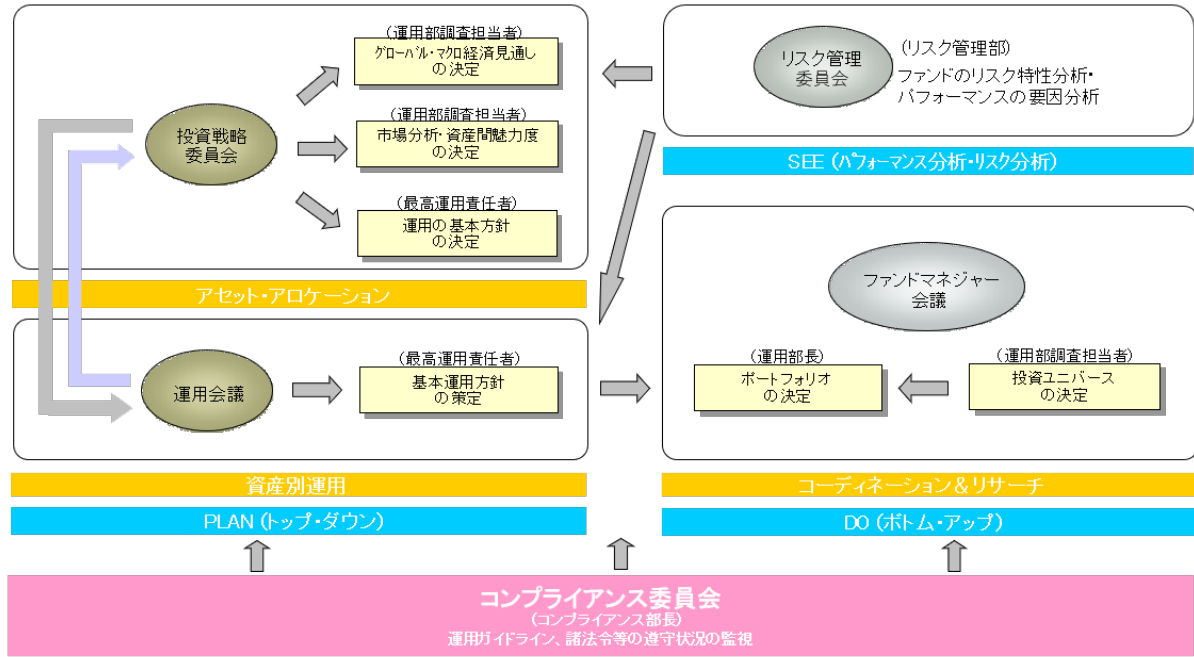 (運用部調査担当者)
グローバル・マクロ経済見通し
の決定
投資戦略
委員会
(運用部調査担当者)
市場分析・資産間魅力度
の決定
(最高運用責任者)
運用の基本方針
の決定
アセット・アロケーション
運用会議
(最高運用責任者)
基本運用方針
の策定
資産別運用
PLAN (トップ・ダウン)
リスク管理
委員会
(リスク管理部)
ファンドのリスク特性分析・
パフォーマンスの要因分析
SEE (パフォーマンス分析・リスク分析)
ファンドマネジャー
会議
(運用部長)
ポートフォリオ
の決定
(運用部調査担当者)
投資ユニバース
の決定
コーディネーション&リサーチ
DO (ボトム・アップ)
コンプライアンス委員会
(コンプライアンス部長)
運用ガイドライン、諸法令等の遵守状況の監視